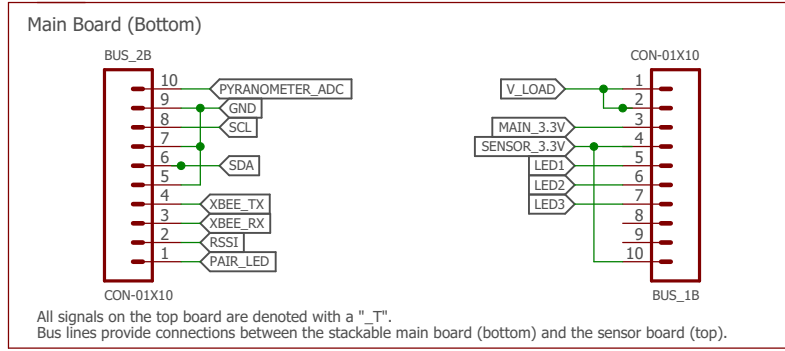 Main Board (Bottom)
BUS_2B
10 PYRANOMETER_ADC
9 GND
8 SCL
7
6 SDA
5
4 XBEE_TX
3 XBEE_RX
2 RSSI
1 PAIR_LED
CON-01X10
CON-01X10
V_LOAD 1
2
MAIN_3.3V 3
SENSOR_3.3V 4
LED1 5
LED2 6
LED3 7
8
9
10
BUS_1B
All signals on the top board are denoted with a "_T".
Bus lines provide connections between the stackable main board (bottom) and the sensor board (top).